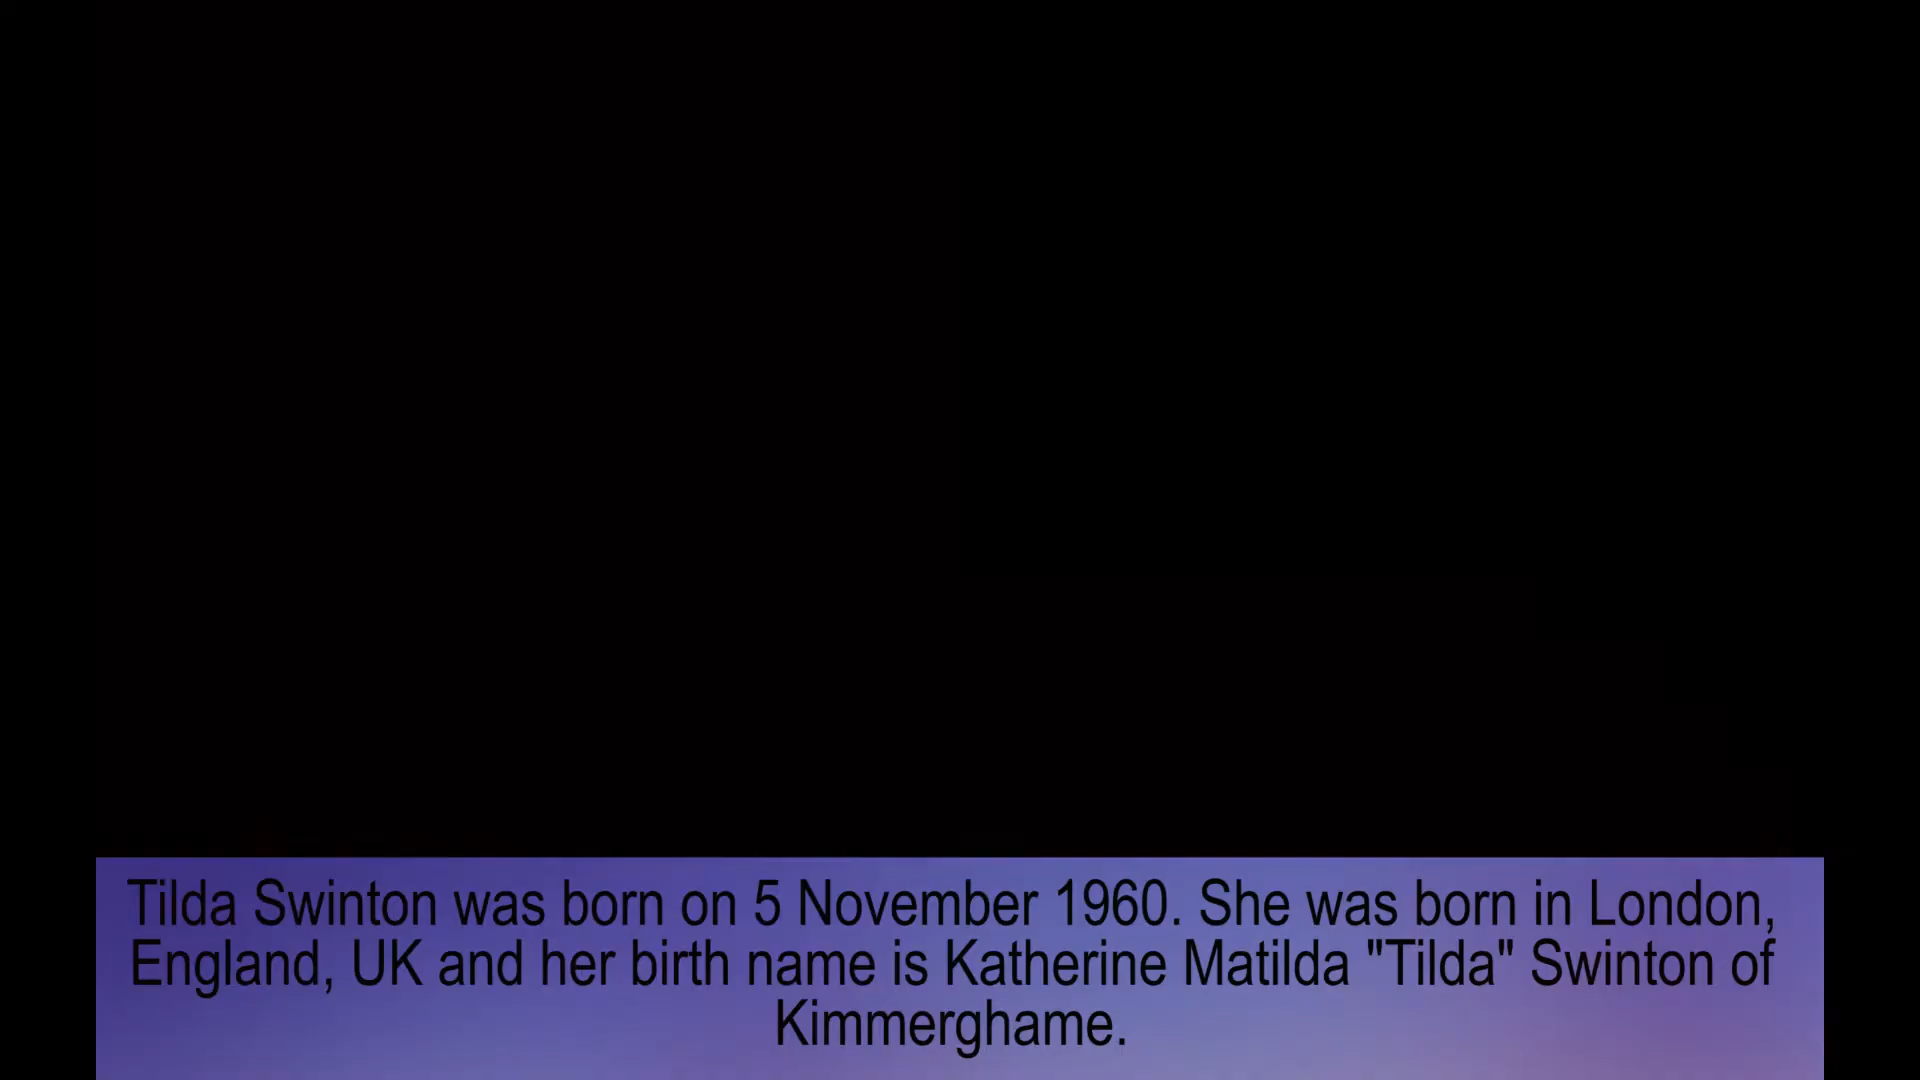 Tilda Swinton was born on 5 November 1960. She was born in London,
England, UK and her birth name is Katherine Matilda "Tilda" Swinton of
Kimmerghame.